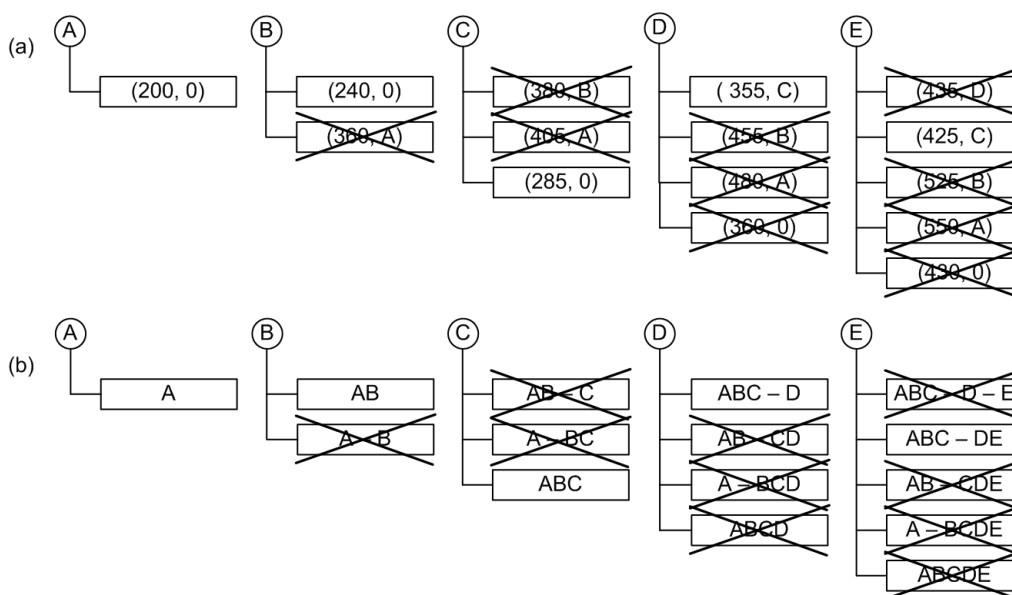 (a)
A B C D E
(200, 0) (240, 0) (380, B) ( 355, C) (435, D)
(360, A) (405, A) (455, B) (425, C)
(285, 0) (480, A) (525, B)
(360, 0) (550, A)
(430, 0)
(b)
A B C D E
A AB AB – C ABC – D ABC – D – E
A – B A – BC AB – CD ABC – DE
ABC A – BCD AB – CDE
ABCD A – BCDE
ABCDE